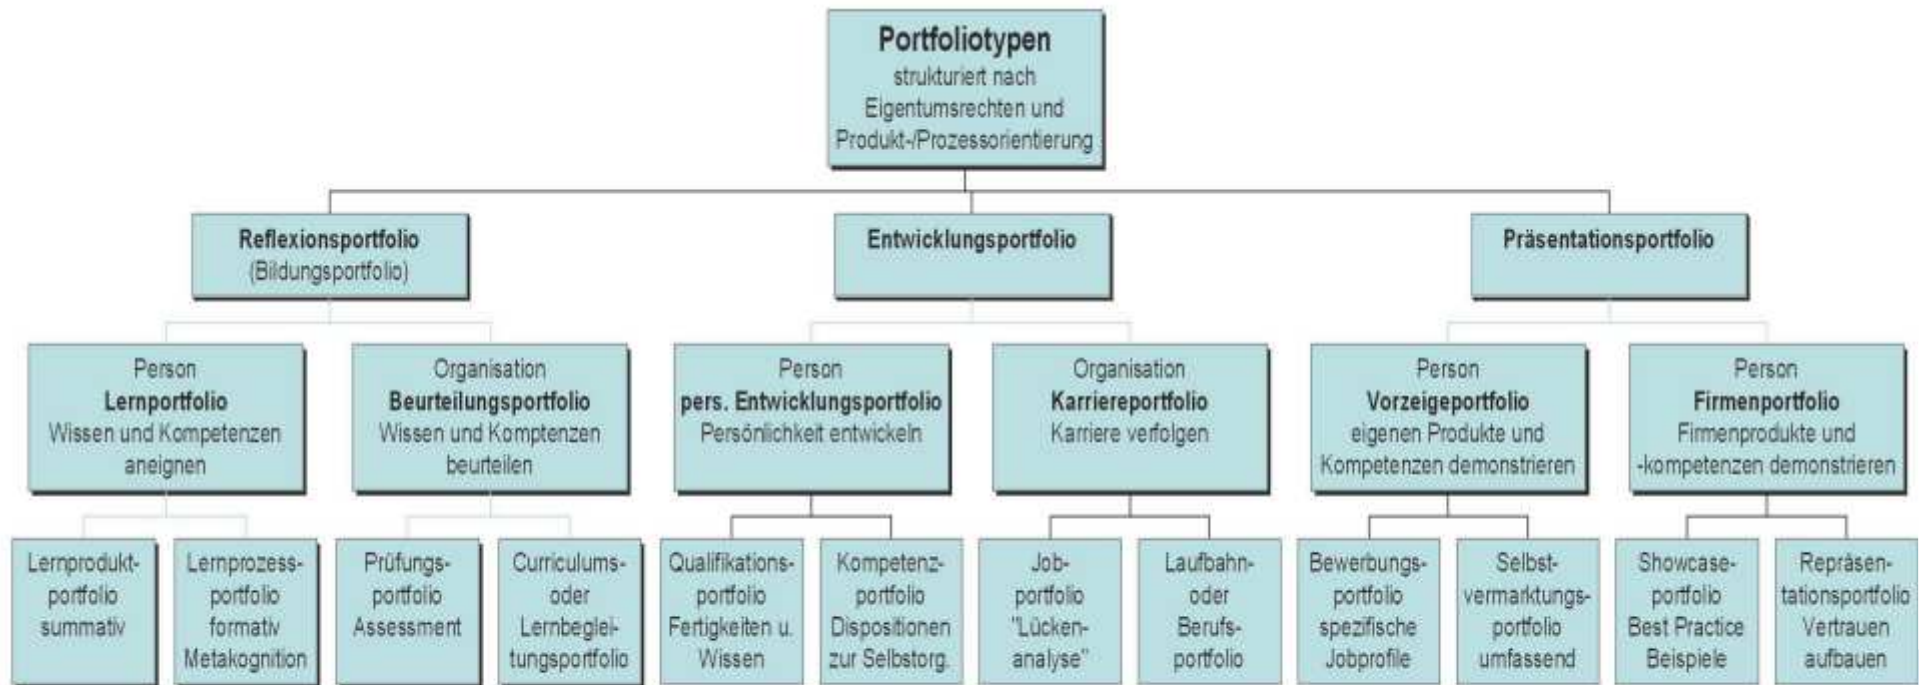 Portfoliotypen
strukturiert nach
Eigentumsrechten und
Produkt-/Prozessorientierung
Reflexionsportfolio
(Bildungsportfolio)
Entwicklungsportfolio
Präsentationsportfolio
Person
Lernportfolio
Wissen und Kompetenzen
aneignen
Organisation
Beurteilungsportfolio
Wissen und Komptenzen
beurteilen
Person
pers. Entwicklungsportfolio
Persönlichkeit entwickeln
Organisation
Karriereportfolio
Karriere verfolgen
Person
Vorzeigeportfolio
eigenen Produkte und
Kompetenzen demonstrieren
Person
Firmenportfolio
Firmenprodukte und
-kompetenzen demonstrieren
Lernprodukt-
portfolio
summativ
Lernprozess-
portfolio
formativ
Metakognition
Prüfungs-
portfolio
Assessment
Curriculums-
oder
Lernbeglei-
tungsportfolio
Qualifikations-
portfolio
Fertigkeiten u.
Wissen
Kompetenz-
portfolio
Dispositionen
zur Selbstorg.
Job-
portfolio
"Lücken-
analyse"
Laufbahn-
oder
Berufs-
portfolio
Bewerbungs-
portfolio
spezifische
Jobprofile
Selbst-
vermarktungs-
portfolio
umfassend
Showcase-
portfolio
Best Practice
Beispiele
Repräsen-
tationsportfolio
Vertrauen
aufbauen